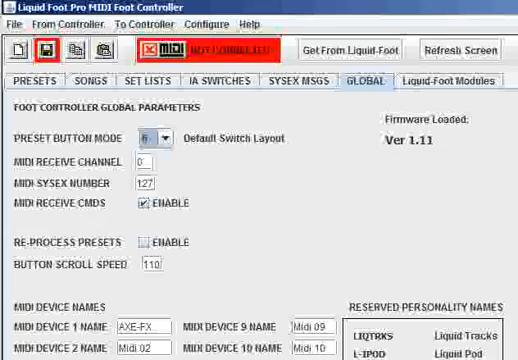 Liquid Foot Pro MIDI Foot Controller
File From Controller. To Controller Configure Help
MIDI NOT CONNECTED Get From Liquid-Foot Refresh Screen
PRESETS SONGS SET LISTS IA SWITCHES SYSEX MSGS GLOBAL Liquid-Foot Modules
FOOT CONTROLLER GLOBAL PARAMETERS
Firmware Loaded:
PRESET BUTTON MODE 6 Default Switch Layout Ver 1.11
MIDI RECEIVE CHANNEL 0
MIDI SYSEX NUMBER 127
MIDI RECEIVE CMDS ENABLE
RE-PROCESS PRESETS ENABLE
BUTTON SCROLL SPEED 110
MIDI DEVICE NAMES RESERVED PERSONALITY NAMES
MIDI DEVICE 1 NAME AXE-FX MIDI DEVICE 9 NAME Midi 09
LIQTRKS Liquid Tracks
MIDI DEVICE 2 NAME Midi 02 MIDI DEVICE 10 NAME Midi 10
L-IPOD Liquid Pod